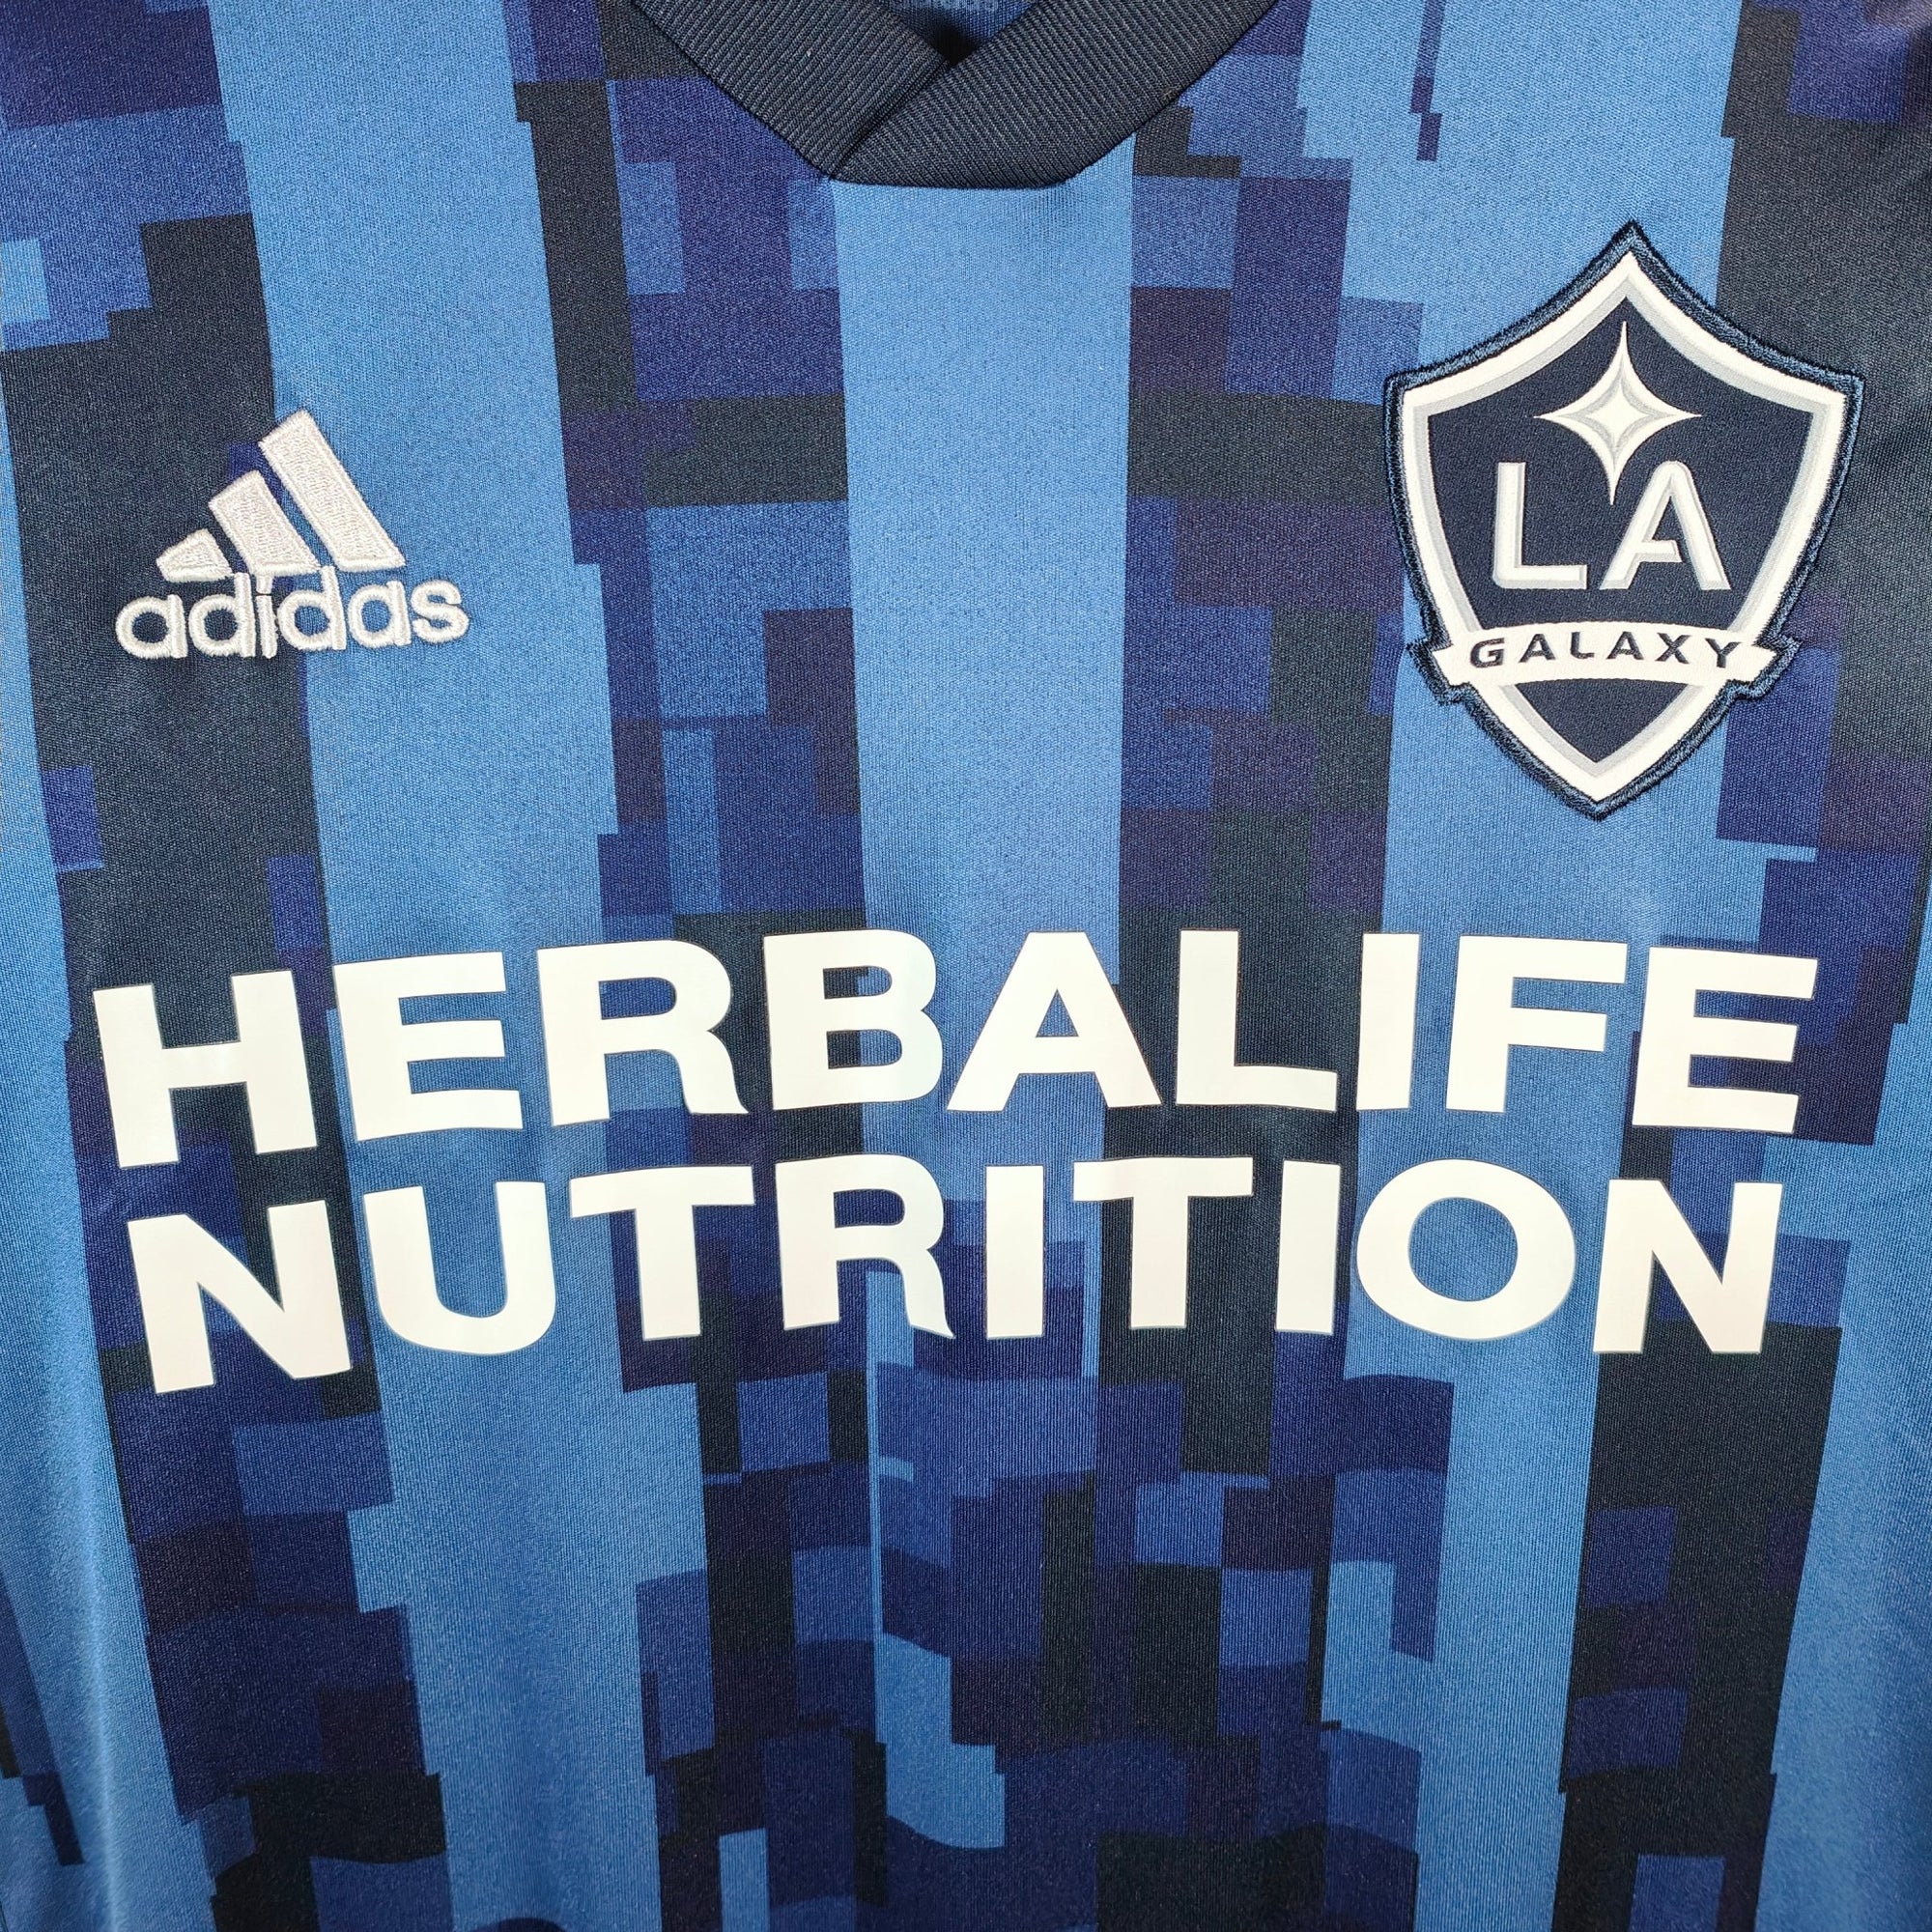 adidas
LA
GALAXY
HERBALIFE
NUTRITION